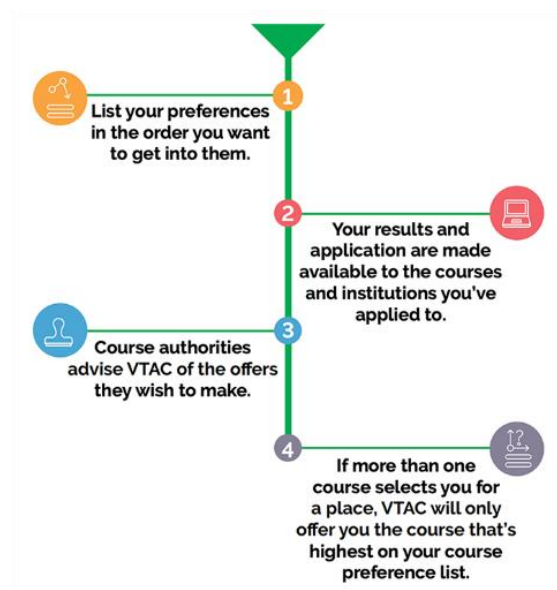 1
List your preferences
in the order you want
to get into them.
2
Your results and
application are made
available to the courses
and institutions you've
applied to.
3
Course authorities
advise VTAC of the offers
they wish to make.
4
?
If more than one
course selects you for
a place, VTAC will only
offer you the course that's
highest on your course
preference list.